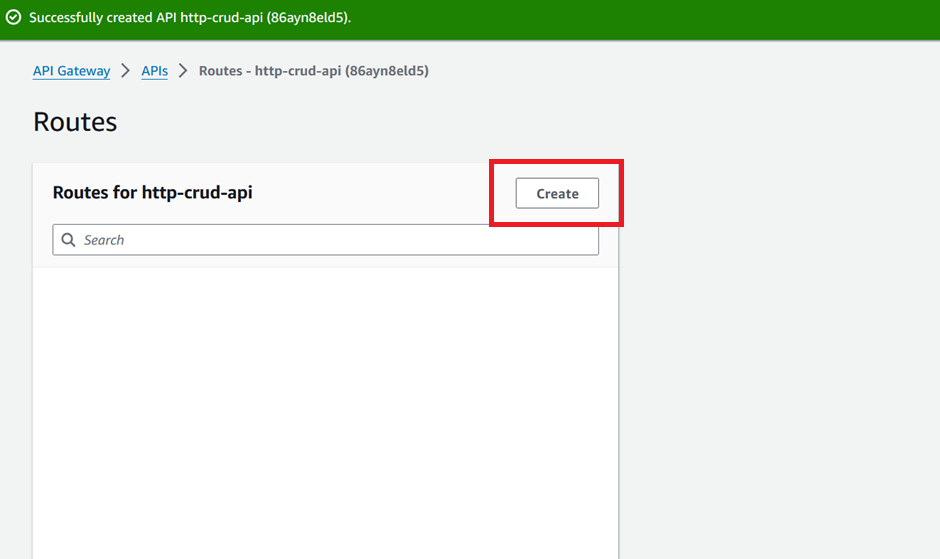 Successfully created API http-crud-api (86ayn8eld5).
API Gateway > APIs > Routes - http-crud-api (86ayn8eld5)
Routes
Routes for http-crud-api
Create
Search